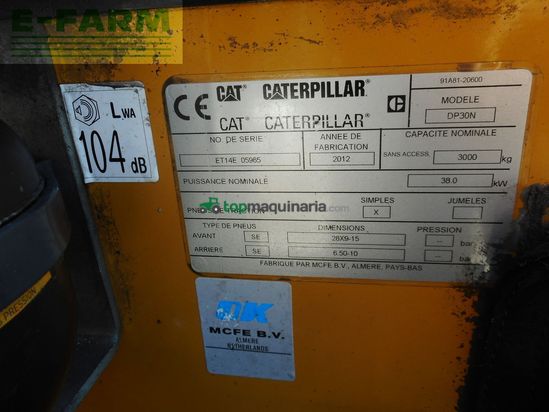 E-FARM
LWA
104 dB
PRESSION
91A81-20600
CE CAT CATERPILLAR
CAT CATERPILLAR
MODELE
DP30N
NO. DE SERIE
ET14E 05965
ANNEE DE FABRICATION
2012
CAPACITE NOMINALE
SANS ACCESS. 3000 kg
PUISSANCE NOMINALE 38.0 kW
SIMPLES JUMELES
X
topmaquinaria.com
TYPE DE PNEUS DIMENSIONS PRESSION
AVANT SE 28X9-15 -- bar
ARRIERE SE 6.50-10 -- bar
FABRIQUE PAR MCFE B.V., ALMERE, PAYS-BAS
MCFE B.V.
ALMERE
NETHERLANDS